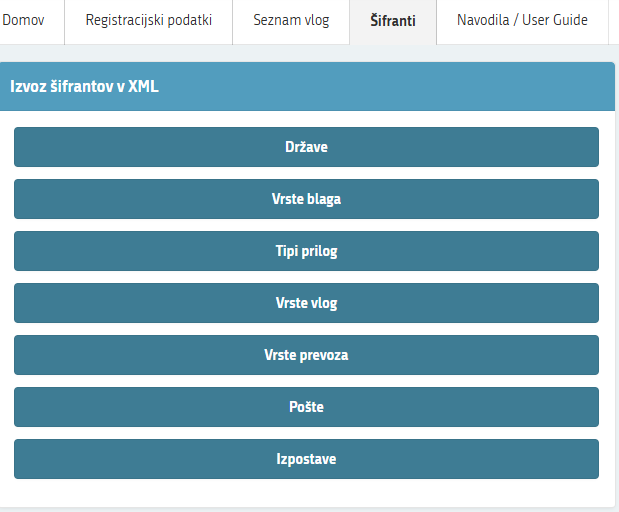 Domov Registracijski podatki Seznam vlog Šifranti Navodila / User Guide
Izvoz šifrantov v XML
Države
Vrste blaga
Tipi prilog
Vrste vlog
Vrste prevoza
Pošte
Izpostave